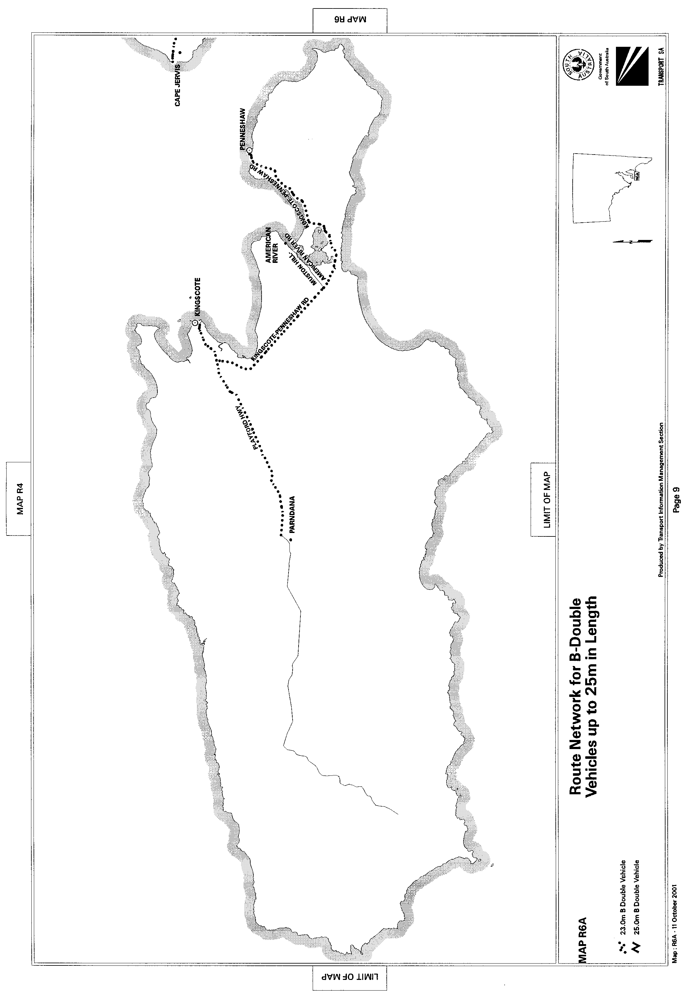 MAP R4
MAP R6
LIMIT OF MAP
LIMIT OF MAP
CAPE JERVIS
PENNESHAW
KINGSCOTE-PENNESHAW RD
AMERICAN
RIVER
MUSTON HILL-
AMERICAN RIVER RD
KINGSCOTE
KINGSCOTE-PENNESHAW RD
PLAYFORD HWY
PARNDANA
MAP R6A
Route Network for B-Double
Vehicles up to 25m in Length
23.0m B Double Vehicle
25.0m B Double Vehicle
N
R6A
SOUTH AUSTRALIA
Government
of South Australia
TRANSPORT SA
Produced by Transport Information Management Section
Map : R6A - 11 October 2001
Page 9